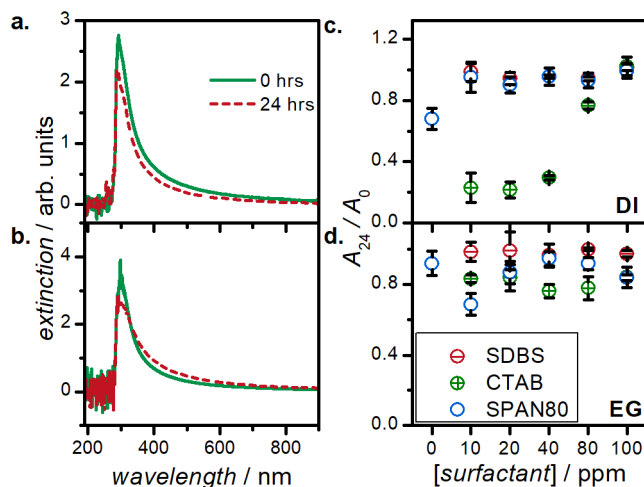 a.
3
2
1
0
extinction / arb. units
0 hrs
24 hrs
b.
4
2
0
200 400 600 800
wavelength / nm
c.
1.2
0.8
0.4
0.0
A24 / A0
DI
d.
0.8
0.4
0.0
SDBS
CTAB
SPAN80
EG
0 10 20 40 80 100
[surfactant] / ppm